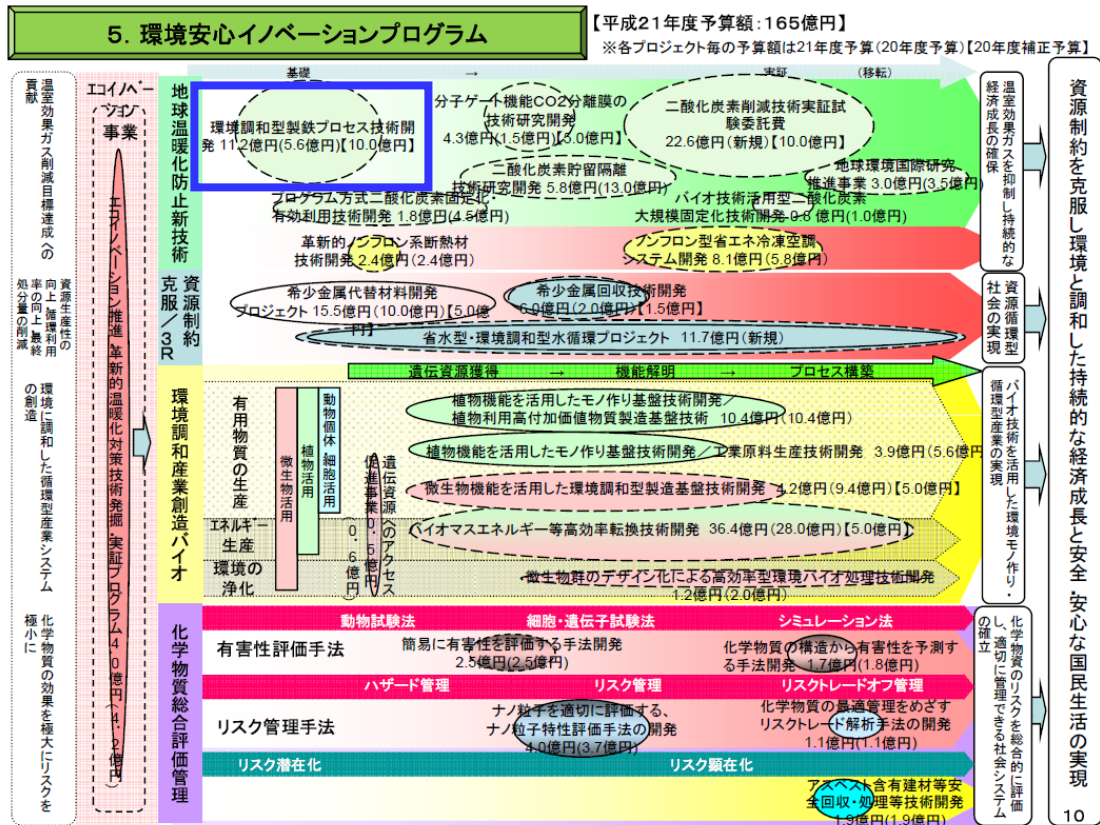 5. 環境安心イノベーションプログラム
【平成21年度予算額：165億円】
※各プロジェクト毎の予算額は21年度予算(20年度予算)【20年度補正予算】
温室効果ガス削減目標達成への
貢献
資源生産性の
向上、循環利用
率の向上、最終
処分量の削減
環境に調和した循環型産業システム
の創造
化学物質の効果を極大にリスクを
極小に
エコイノベー
ション
事業
エコイノベーション推進・革新的温暖化対策技術発掘・実証プログラム 4.0億円(4.2億円)
地球温暖化防止新技術
基礎
→
実証
(移転)
環境調和型製鉄プロセス技術開
発 11.2億円(5.6億円)【10.0億円】
分子ゲート機能CO2分離膜の
技術研究開発
4.3億円(1.5億円)【5.0億円】
二酸化炭素削減技術実証試
験委託費
22.6億円(新規)【10.0億円】
二酸化炭素貯留隔離
技術研究開発 5.8億円(13.0億円)
地球環境国際研究
推進事業 3.0億円(3.5億円)
プログラム方式二酸化炭素固定化・
有効利用技術開発 1.8億円(4.5億円)
バイオ技術活用型二酸化炭素
大規模固定化技術開発 0.8億円(1.0億円)
革新的ノンフロン系断熱材
技術開発 2.4億円(2.4億円)
ノンフロン型省エネ冷凍空調
システム開発 8.1億円(5.8億円)
温室効果ガスを抑制し持続的な
経済成長の確保
資源制約
克服/3R
希少金属代替材料開発
プロジェクト 15.5億円(10.0億円)【5.0億
円】
希少金属回収技術開発
6.0億円(2.0億円)【1.5億円】
省水型・環境調和型水循環プロジェクト 11.7億円(新規)
資源循環型
社会の実現
環境調和産業創造バイオ
遺伝資源獲得 → 機能解明 → プロセス構築
有用物質の生産
エネルギー
生産
環境の
浄化
微生物活用
植物活用
動物個体・細胞活用
遺伝資源へのアクセス
促進事業 0.5億円
(0.6億円)
植物機能を活用したモノ作り基盤技術開発/
植物利用高付加価値物質製造基盤技術 10.4億円(10.4億円)
植物機能を活用したモノ作り基盤技術開発/工業原料生産技術開発 3.9億円(5.6億円
微生物機能を活用した環境調和型製造基盤技術開発 4.2億円(9.4億円)【5.0億円】
バイオマスエネルギー等高効率転換技術開発 36.4億円(28.0億円)【5.0億円】
微生物群のデザイン化による高効率型環境バイオ処理技術開発
1.2億円(2.0億円)
バイオ技術を活用した環境モノ作り・
循環型産業の実現
化学物質総合評価管理
動物試験法
細胞・遺伝子試験法
シミュレーション法
有害性評価手法
簡易に有害性を評価する手法開発
2.5億円(2.5億円)
化学物質の構造から有害性を予測す
る手法開発 1.7億円(1.8億円)
ハザード管理
リスク管理
リスクトレードオフ管理
リスク管理手法
ナノ粒子を適切に評価する、
ナノ粒子特性評価手法の開発
4.0億円(3.7億円)
化学物質の最適管理をめざす
リスクトレード解析手法の開発
1.1億円(1.1億円)
リスク潜在化
リスク顕在化
アスベスト含有建材等安
全回収・処理等技術開発
1.9億円(1.9億円)
化学物資のリスクを総合的に評価
し、適切に管理できる社会システム
の確立
資源制約を克服し環境と調和した持続的な経済成長と安全・安心な国民生活の実現
10